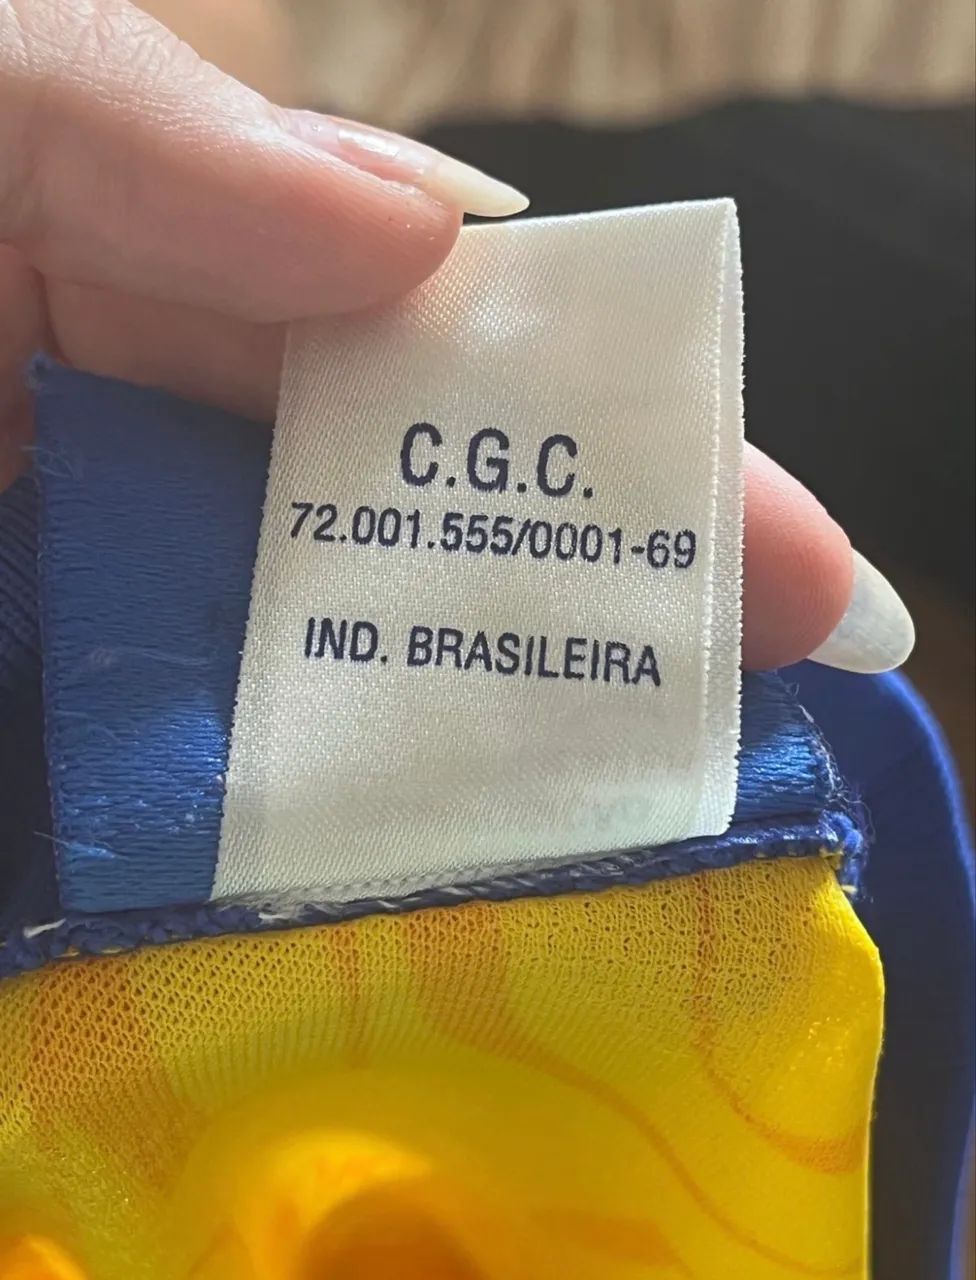 C.G.C.
72.001.555/0001-69
IND. BRASILEIRA